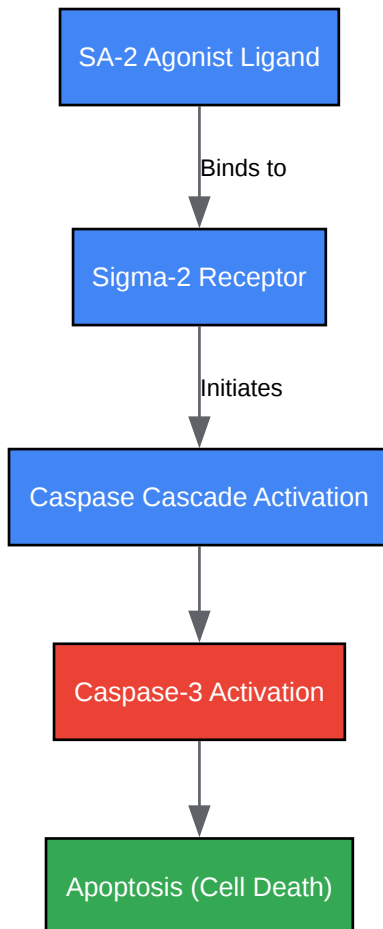 SA-2 Agonist Ligand
Binds to
Sigma-2 Receptor
Initiates
Caspase Cascade Activation
Caspase-3 Activation
Apoptosis (Cell Death)